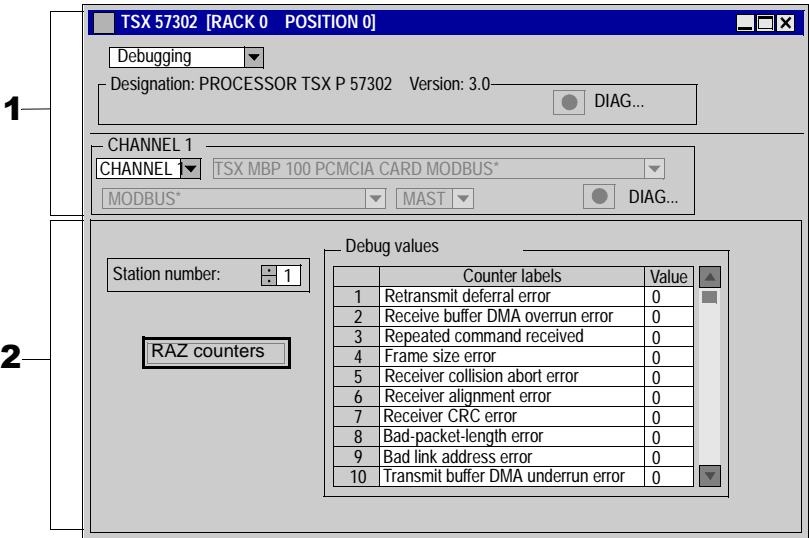 TSX 57302 [RACK 0 POSITION 0]
Debugging
Designation: PROCESSOR TSX P 57302 Version: 3.0
DIAG...
1
CHANNEL 1
CHANNEL 1 TSX MBP 100 PCMCIA CARD MODBUS*
MODBUS* MAST DIAG...
2
Station number: 1
RAZ counters
Debug values
Counter labels Value
1 Retransmit deferral error 0
2 Receive buffer DMA overrun error 0
3 Repeated command received 0
4 Frame size error 0
5 Receiver collision abort error 0
6 Receiver alignment error 0
7 Receiver CRC error 0
8 Bad-packet-length error 0
9 Bad link address error 0
10 Transmit buffer DMA underrun error 0